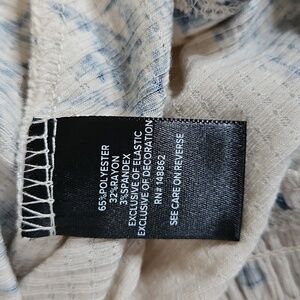 65%POLYESTER
32%RAYON
3%SPANDEX
EXCLUSIVE OF ELASTIC
EXCLUSIVE OF DECORATION
RN# 148862
SEE CARE ON REVERSE